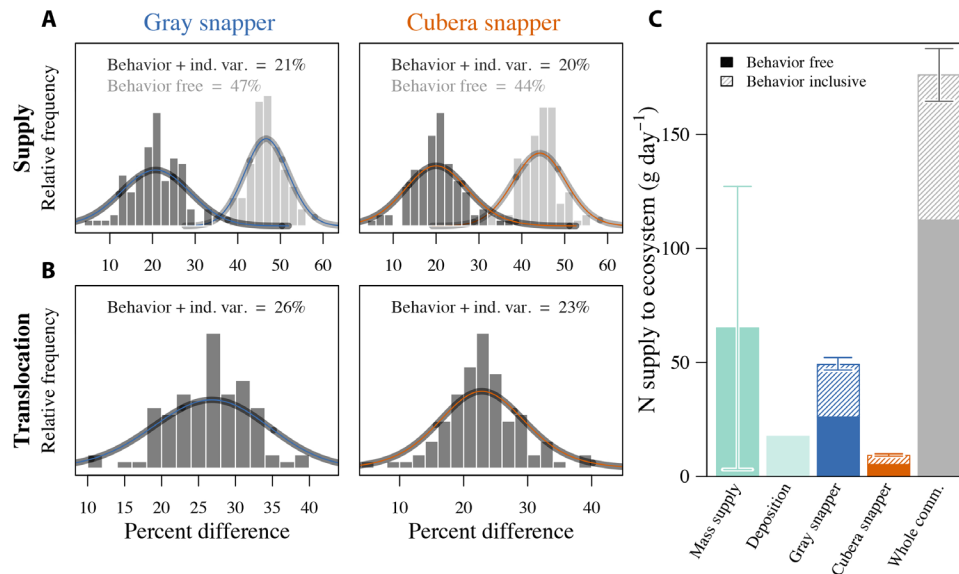 A
Gray snapper
Cubera snapper
C
Supply
Relative frequency
Behavior + ind. var. = 21%
Behavior free = 47%
Behavior + ind. var. = 20%
Behavior free = 44%
10 20 30 40 50 60
10 20 30 40 50 60
B
Translocation
Relative frequency
Behavior + ind. var. = 26%
Behavior + ind. var. = 23%
10 15 20 25 30 35 40
10 20 30 40
Percent difference
Percent difference
N supply to ecosystem (g day⁻¹)
Behavior free
Behavior inclusive
150
100
50
0
Mass supply
Deposition
Gray snapper
Cubera snapper
Whole comm.